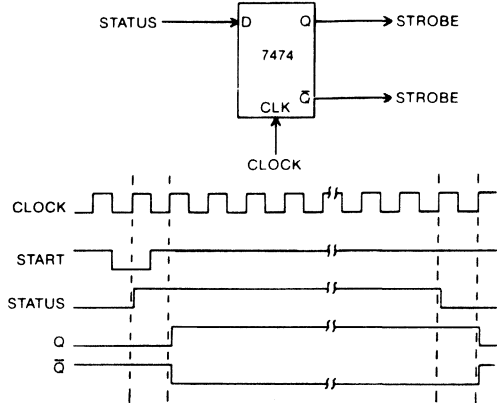 STATUS D Q STROBE
7474
Q̅ STROBE
CLK
CLOCK
CLOCK
START
STATUS
Q
Q̅